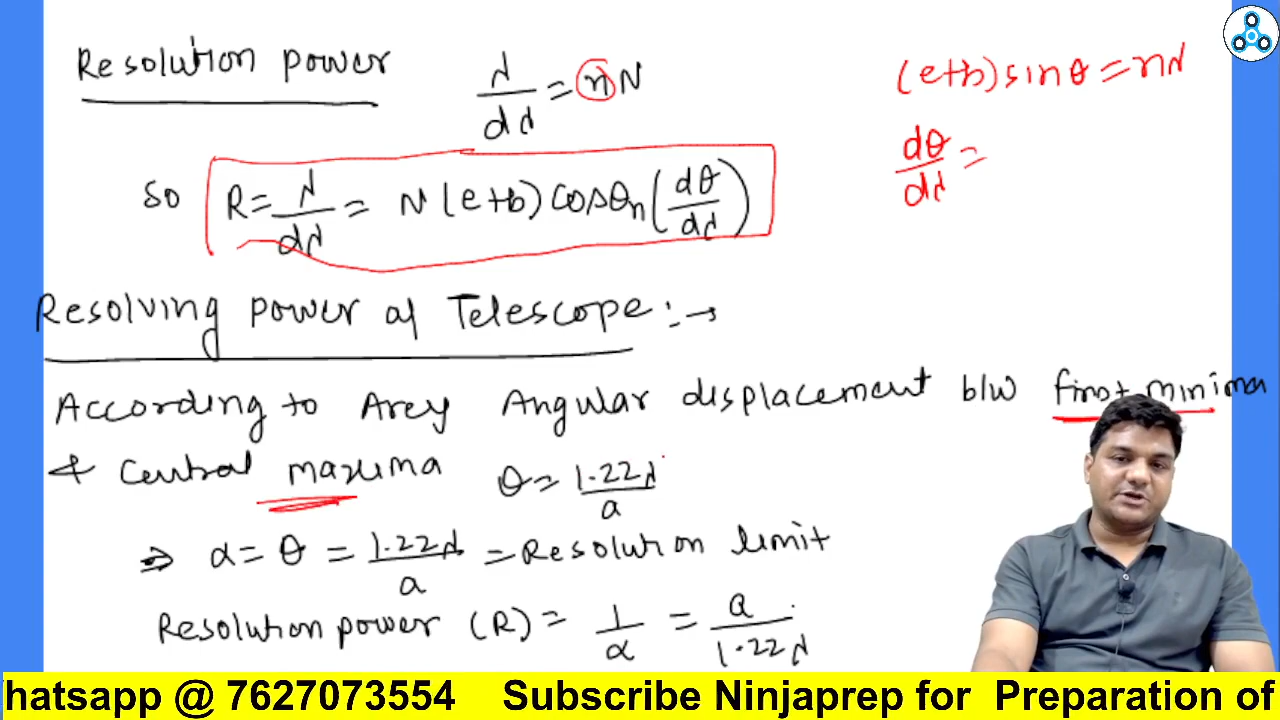 Resolution power λ/dλ = nN
(e+b) sinθ = nλ
dθ/dλ =
so R = λ/dλ = N (e+b) cosθn (dθ/dλ)
Resolving power of Telescope :→
According to Arey Angular displacement b/w first minima
& Central maxima θ = 1.22λ/a
⇒ α = θ = 1.22λ/a = Resolution limit
Resolution power (R) = 1/α = a/1.22λ
hatsapp @ 7627073554 Subscribe Ninjaprep for Preparation of